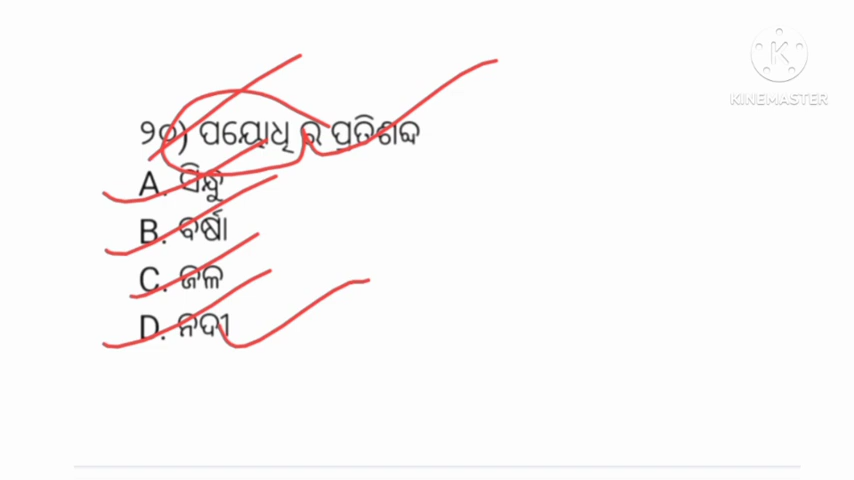 KINEMASTER
୨୦) ପୟୋଧି ର ପ୍ରତିଶବ୍ଦ
A. ସିନ୍ଧୁ
B. ବର୍ଷା
C. ଜଳ
D. ନଦୀ